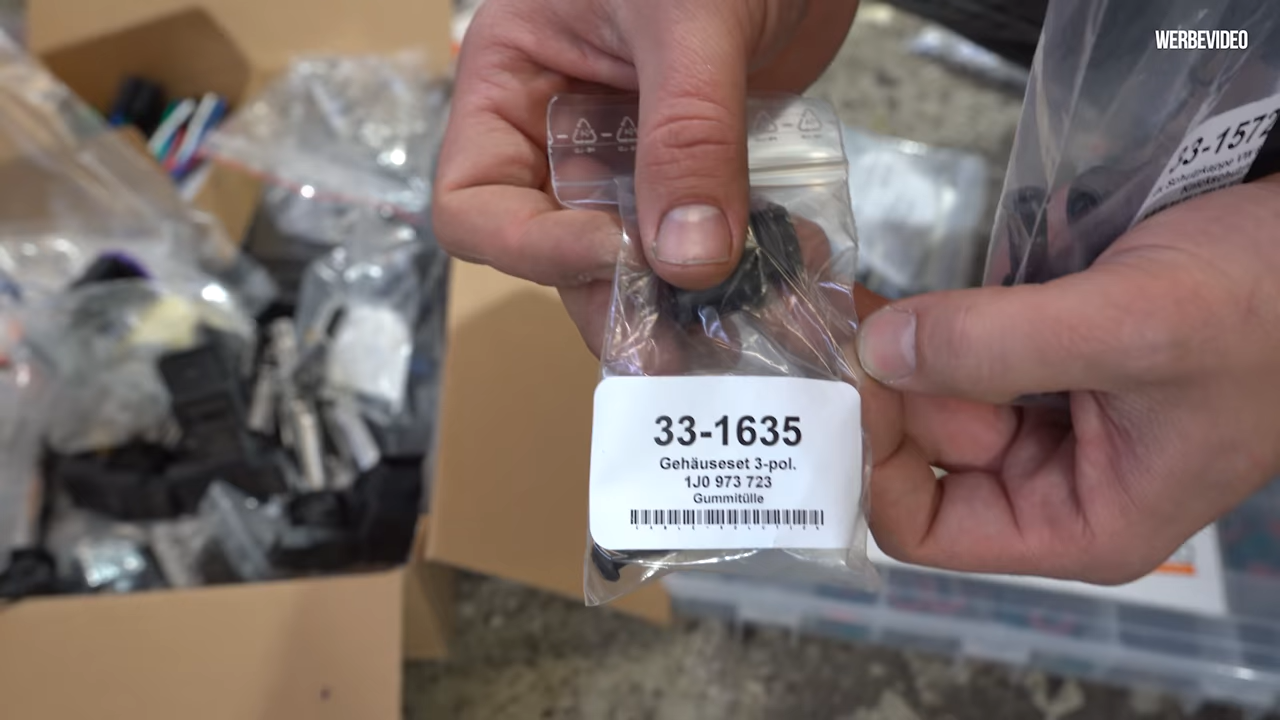 WERBEVIDEO
33-1572
33-1635
Gehäuseset 3-pol.
1J0 973 723
Gummitülle